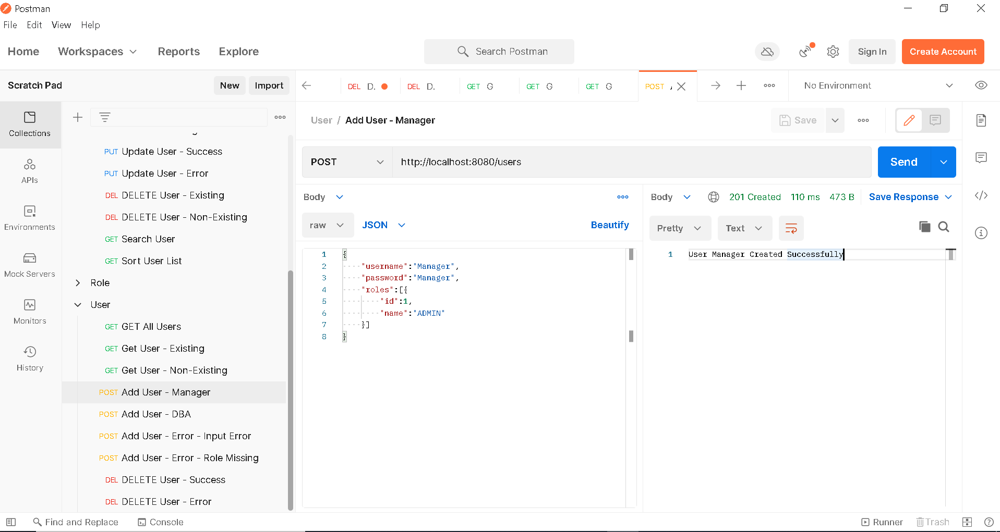 Postman
File Edit View Help
Home Workspaces Reports Explore
Search Postman
Sign In
Create Account
Scratch Pad
New
Import
DEL D.
DEL D.
GET G
GET G
GET G
POST
No Environment
Collections
APIs
Environments
Mock Servers
Monitors
History
PUT Update User - Success
PUT Update User - Error
DEL DELETE User - Existing
DEL DELETE User - Non-Existing
GET Search User
GET Sort User List
Role
User
GET GET All Users
GET Get User - Existing
GET Get User - Non-Existing
POST Add User - Manager
POST Add User - DBA
POST Add User - Error - Input Error
POST Add User - Error - Role Missing
DEL DELETE User - Success
DEL DELETE User - Error
User / Add User - Manager
Save
POST
http://localhost:8080/users
Send
Body
raw
JSON
Beautify
1 {
2 "username":"Manager",
3 "password":"Manager",
4 "roles":[{
5 "id":1,
6 "name":"ADMIN"
7 }]
8 }
Body
201 Created 110 ms 473 B
Save Response
Pretty
Text
1 User Manager Created Successfully
Find and Replace
Console
Runner
Trash